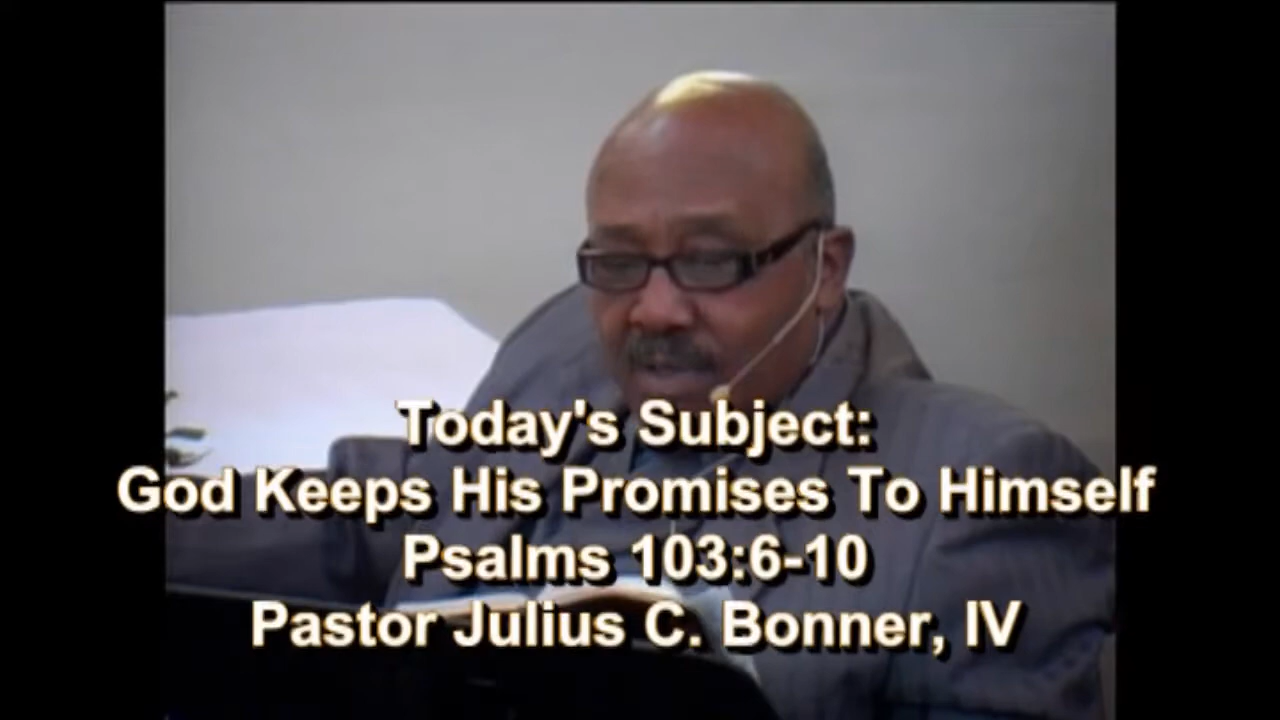 Today's Subject:
God Keeps His Promises To Himself
Psalms 103:6-10
Pastor Julius C. Bonner, IV